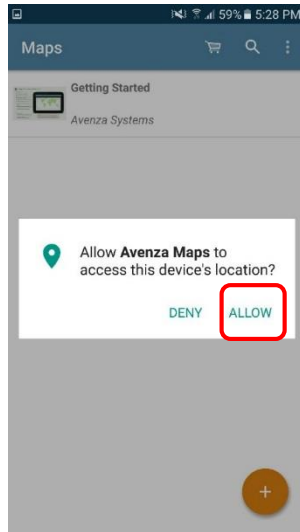 59% 5:28 PM
Maps
Getting Started
Avenza Systems
Allow Avenza Maps to
access this device's location?
DENY ALLOW
+